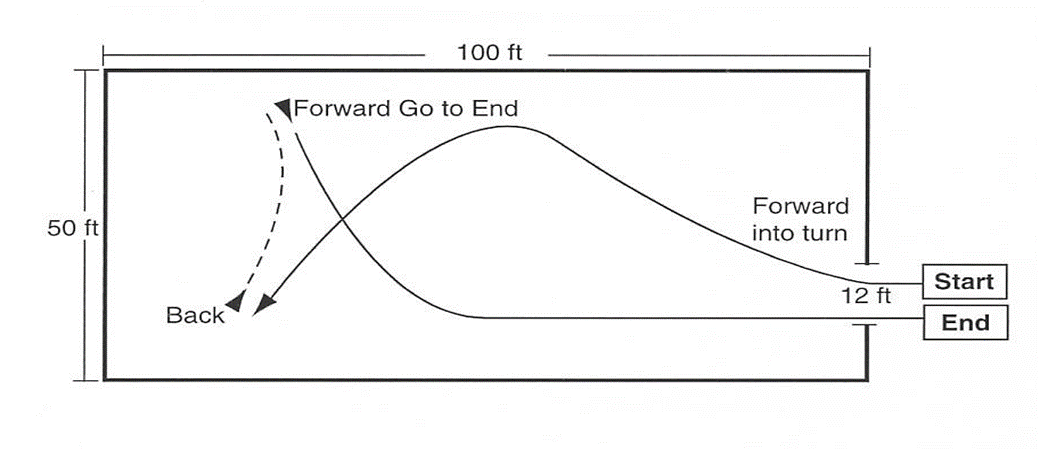 100 ft
Forward Go to End
50 ft
Forward
into turn
Start
12 ft
End
Back